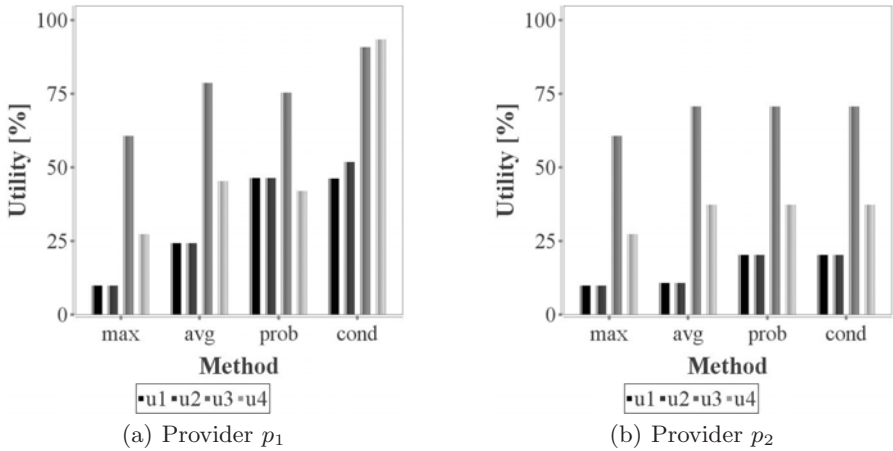 100
75
50
25
0
Utility [%]
max avg prob cond
Method
u1 u2 u3 u4
(a) Provider p1
100
75
50
25
0
Utility [%]
max avg prob cond
Method
u1 u2 u3 u4
(b) Provider p2